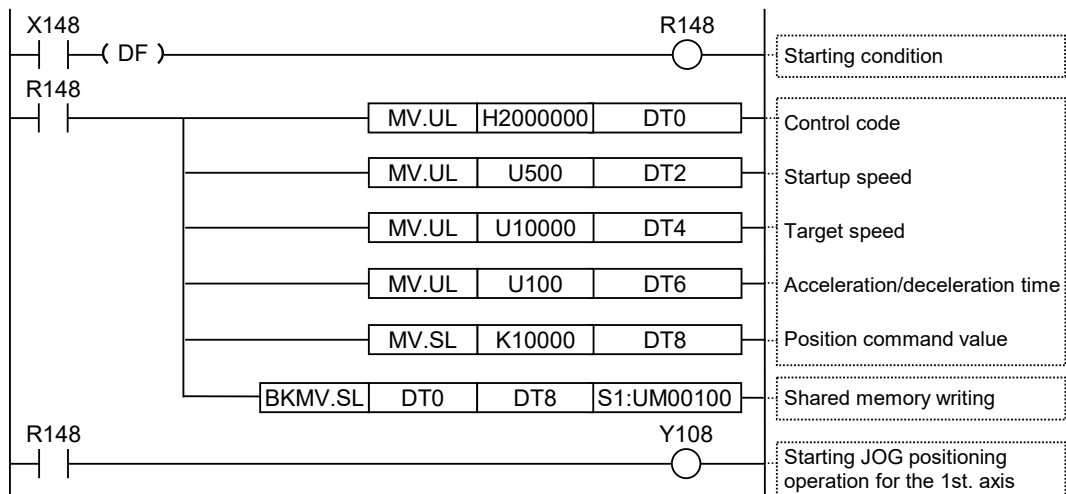 X148 R148
( DF ) Starting condition
R148
MV.UL H2000000 DT0 Control code
MV.UL U500 DT2 Startup speed
MV.UL U10000 DT4 Target speed
MV.UL U100 DT6 Acceleration/deceleration time
MV.SL K10000 DT8 Position command value
BKMV.SL DT0 DT8 S1:UM00100 Shared memory writing
R148 Y108
Starting JOG positioning
operation for the 1st. axis